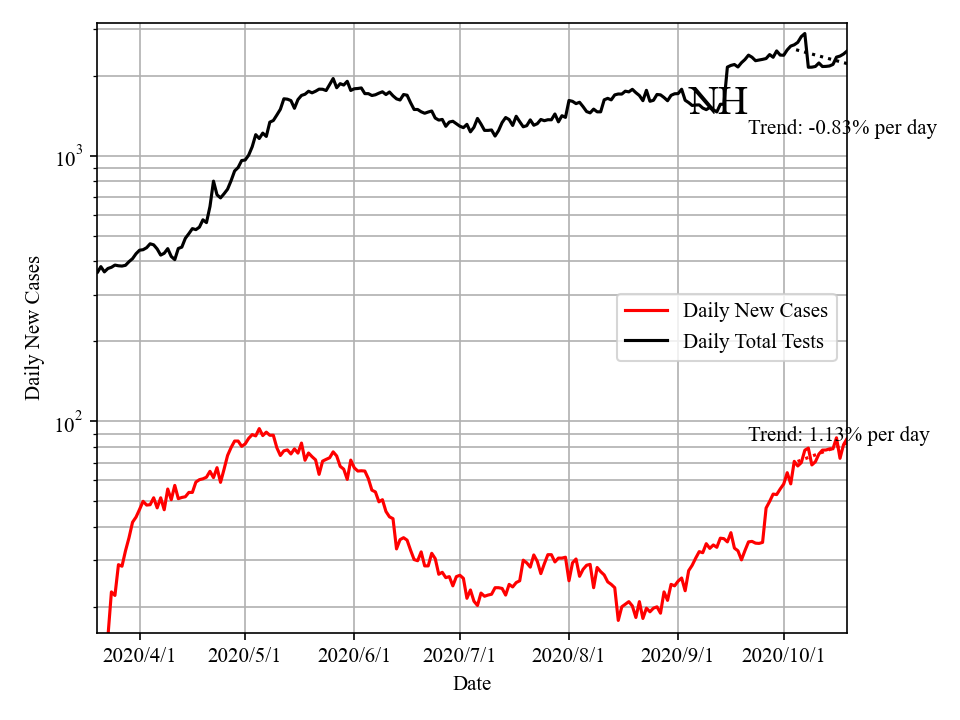 NH
Trend: -0.83% per day
10^3
Daily New Cases
Daily New Cases
Daily Total Tests
10^2
Trend: 1.13% per day
2020/4/1 2020/5/1 2020/6/1 2020/7/1 2020/8/1 2020/9/1 2020/10/1
Date